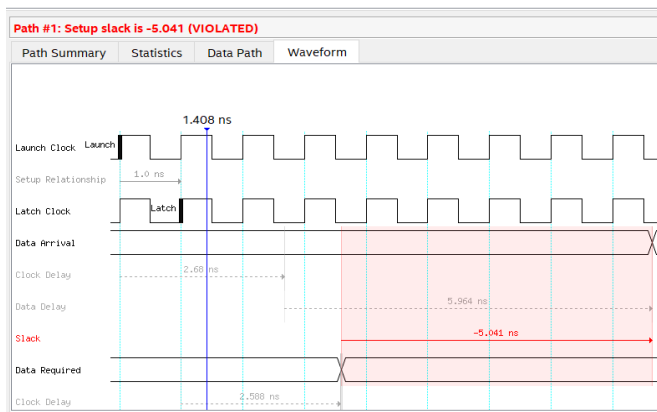 Path #1: Setup slack is -5.041 (VIOLATED)
Path Summary Statistics Data Path Waveform
1.408 ns
Launch Clock Launch
Setup Relationship 1.0 ns
Latch Clock Latch
Data Arrival
Clock Delay 2.68 ns
Data Delay 5.964 ns
Slack -5.041 ns
Data Required
Clock Delay 2.588 ns